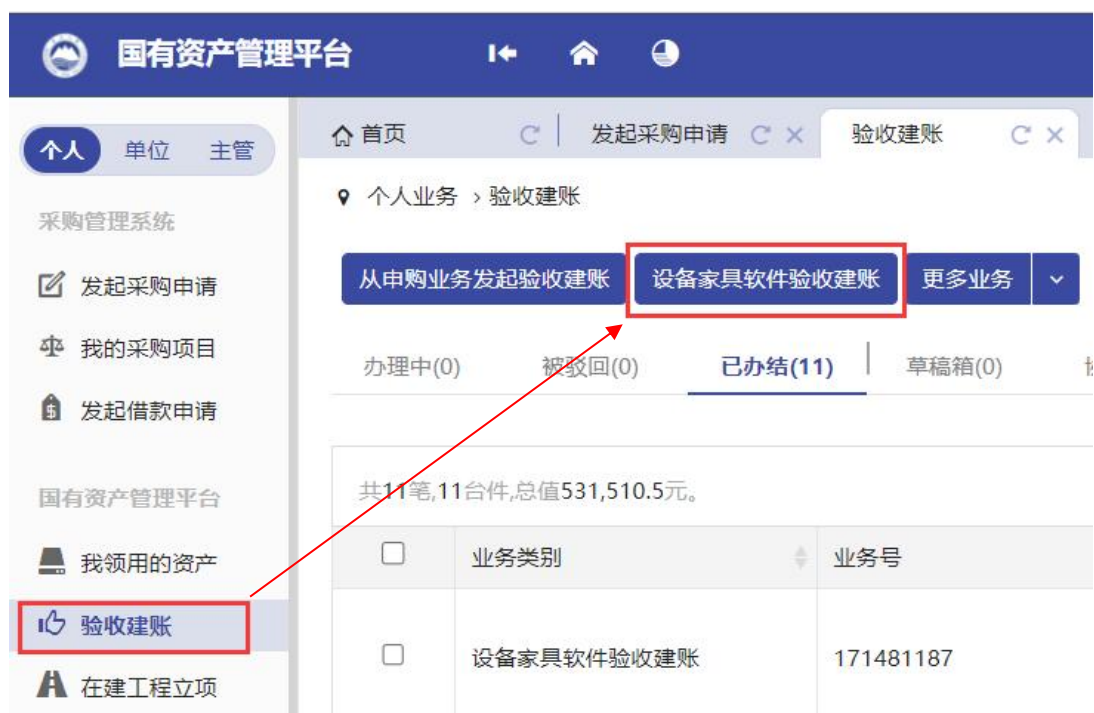 国有资产管理平台
个人 单位 主管
首页 发起采购申请 验收建账
个人业务 › 验收建账
采购管理系统
从申购业务发起验收建账 设备家具软件验收建账 更多业务
发起采购申请
我的采购项目
办理中(0) 被驳回(0) 已办结(11) 草稿箱(0)
发起借款申请
国有资产管理平台
共11笔,11台件,总值531,510.5元。
我领用的资产
业务类别 业务号
验收建账
设备家具软件验收建账 171481187
在建工程立项